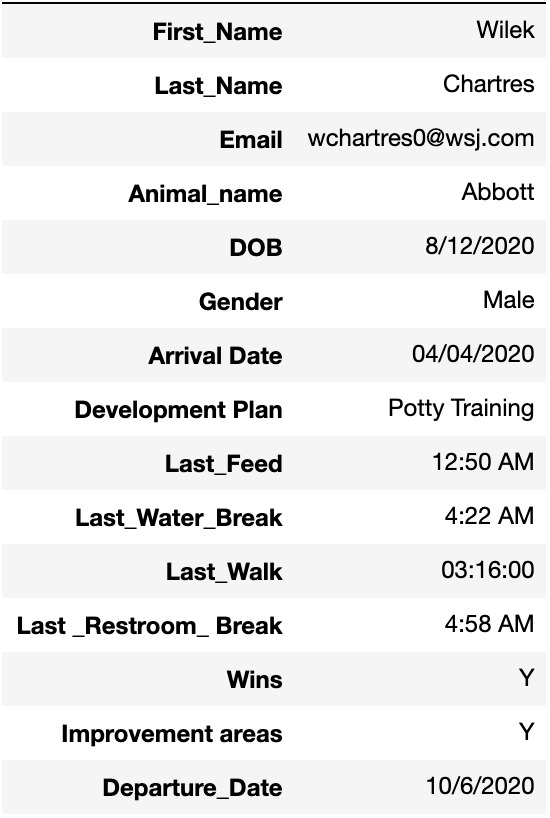 First_Name Wilek
Last_Name Chartres
Email wchartres0@wsj.com
Animal_name Abbott
DOB 8/12/2020
Gender Male
Arrival Date 04/04/2020
Development Plan Potty Training
Last_Feed 12:50 AM
Last_Water_Break 4:22 AM
Last_Walk 03:16:00
Last _Restroom_ Break 4:58 AM
Wins Y
Improvement areas Y
Departure_Date 10/6/2020